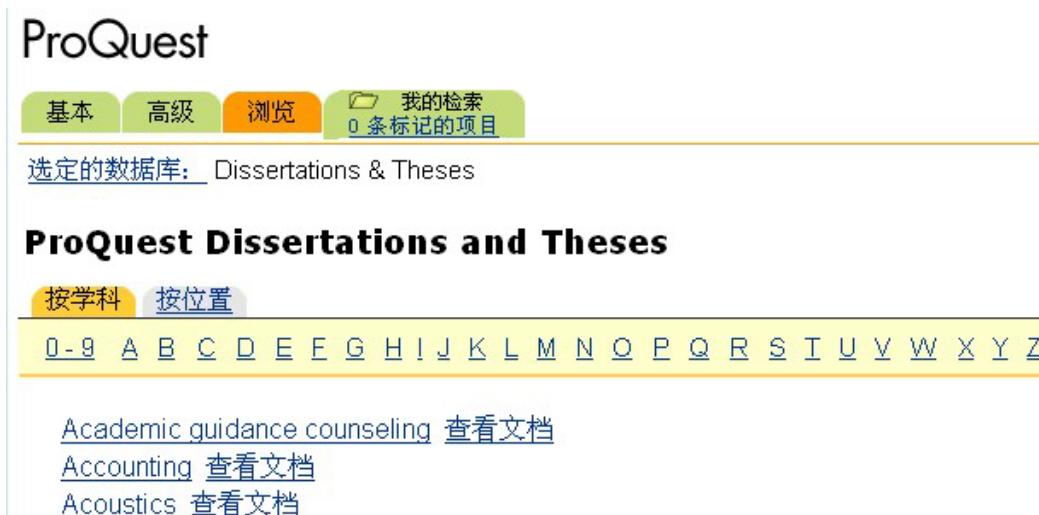 ProQuest
基本 高级 浏览 我的检索
0 条标记的项目
选定的数据库： Dissertations & Theses
ProQuest Dissertations and Theses
按学科 按位置
0-9 A B C D E F G H I J K L M N O P Q R S T U V W X Y Z
Academic guidance counseling 查看文档
Accounting 查看文档
Acoustics 查看文档